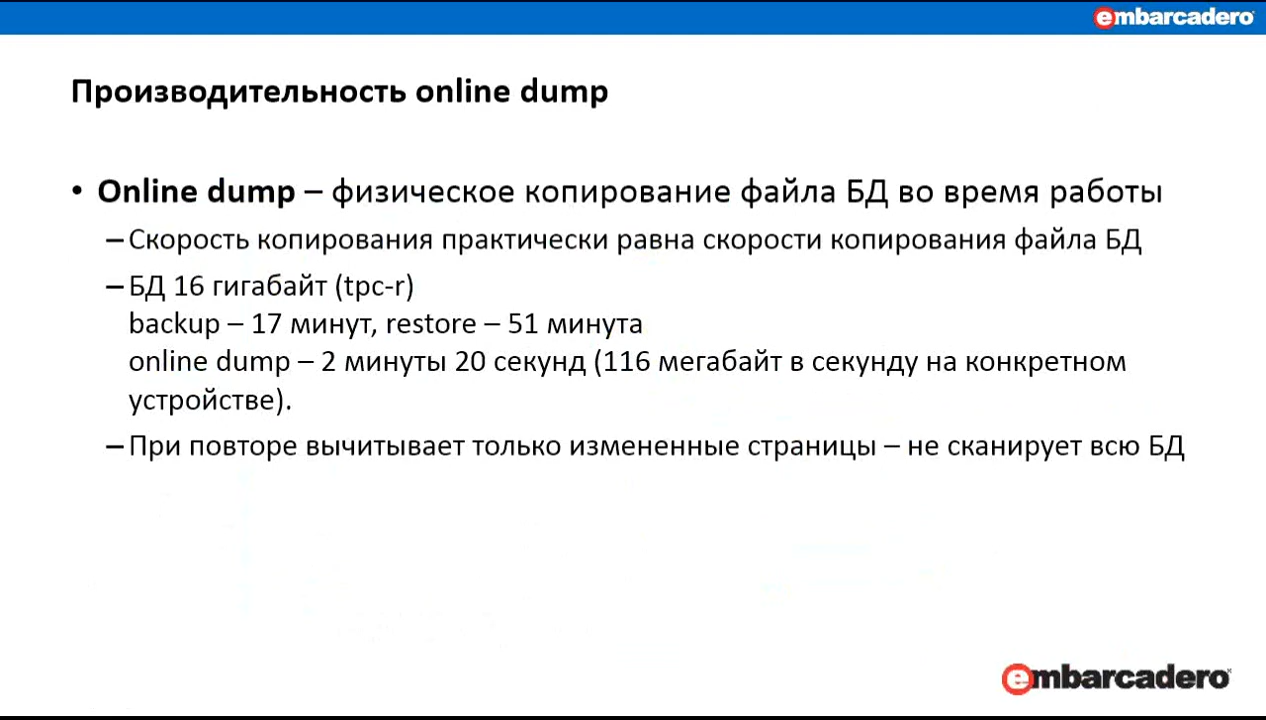 embarcadero
Производительность online dump
• Online dump – физическое копирование файла БД во время работы
– Скорость копирования практически равна скорости копирования файла БД
– БД 16 гигабайт (tpc-r)
backup – 17 минут, restore – 51 минута
online dump – 2 минуты 20 секунд (116 мегабайт в секунду на конкретном
устройстве).
– При повторе вычитывает только измененные страницы – не сканирует всю БД
embarcadero